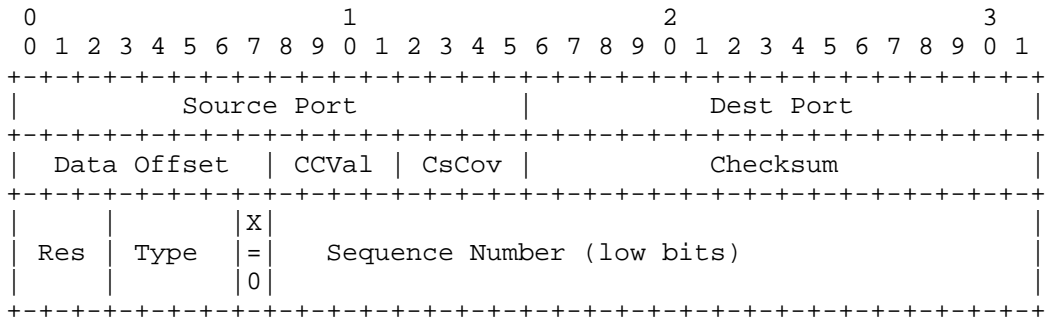 0                   1                   2                   3
 0 1 2 3 4 5 6 7 8 9 0 1 2 3 4 5 6 7 8 9 0 1 2 3 4 5 6 7 8 9 0 1
+-+-+-+-+-+-+-+-+-+-+-+-+-+-+-+-+-+-+-+-+-+-+-+-+-+-+-+-+-+-+-+-+
|          Source Port          |           Dest Port           |
+-+-+-+-+-+-+-+-+-+-+-+-+-+-+-+-+-+-+-+-+-+-+-+-+-+-+-+-+-+-+-+-+
|  Data Offset  | CCVal | CsCov |           Checksum            |
+-+-+-+-+-+-+-+-+-+-+-+-+-+-+-+-+-+-+-+-+-+-+-+-+-+-+-+-+-+-+-+-+
|     |       |X|                                               |
| Res | Type  |=|   Sequence Number (low bits)                  |
|     |       |0|                                               |
+-+-+-+-+-+-+-+-+-+-+-+-+-+-+-+-+-+-+-+-+-+-+-+-+-+-+-+-+-+-+-+-+